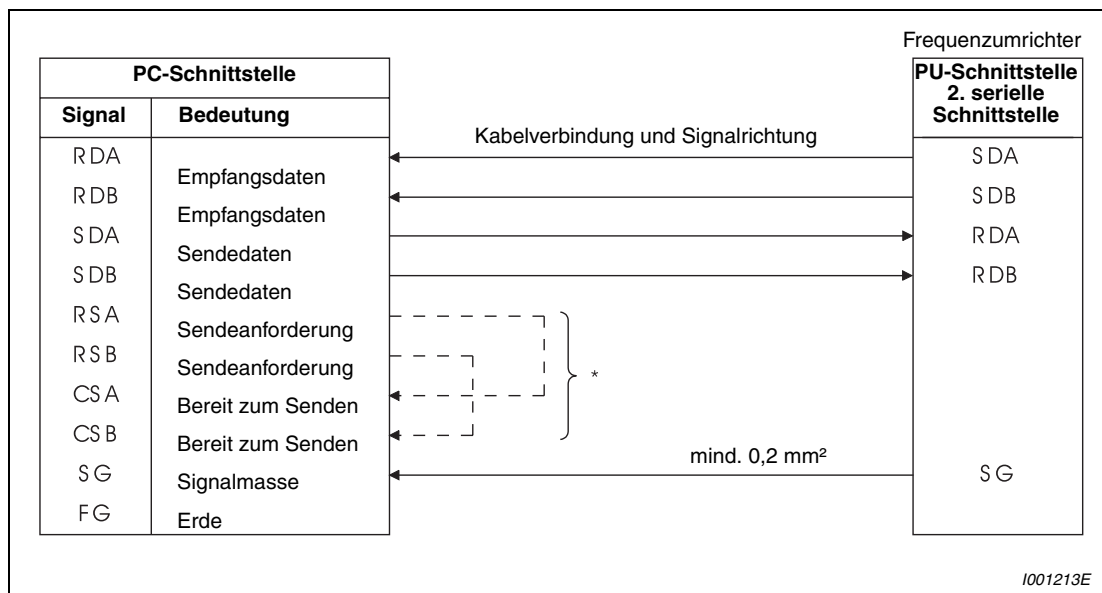 Frequenzumrichter
PC-Schnittstelle
PU-Schnittstelle
2. serielle
Schnittstelle
Signal Bedeutung
Kabelverbindung und Signalrichtung
RDA Empfangsdaten SDA
RDB Empfangsdaten SDB
SDA Sendedaten RDA
SDB Sendedaten RDB
RSA Sendeanforderung
RSB Sendeanforderung
*
CSA Bereit zum Senden
CSB Bereit zum Senden
mind. 0,2 mm²
SG Signalmasse SG
FG Erde
I001213E